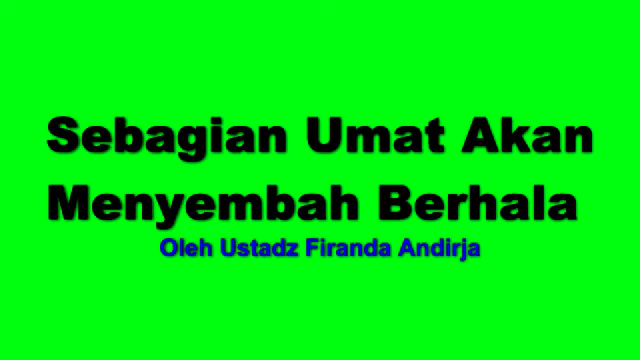 Sebagian Umat Akan
Menyembah Berhala
Oleh Ustadz Firanda Andirja